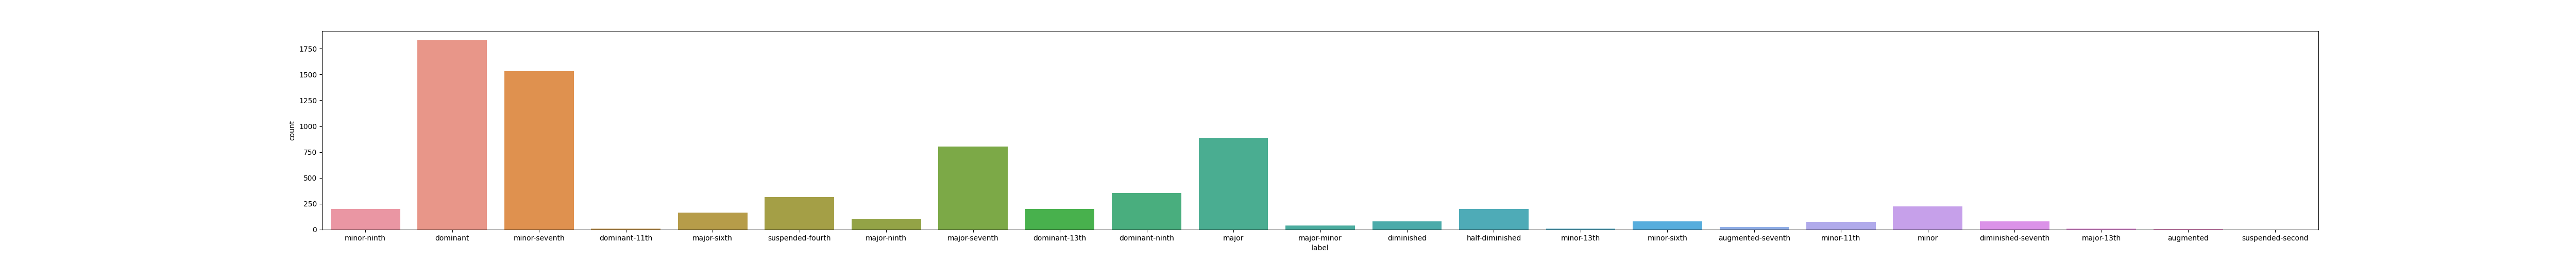 1750
1500
1250
1000
750
500
250
0
count
minor-ninth dominant minor-seventh dominant-11th major-sixth suspended-fourth major-ninth major-seventh dominant-13th dominant-ninth major major-minor diminished half-diminished minor-13th minor-sixth augmented-seventh minor-11th minor diminished-seventh major-13th augmented suspended-second
label